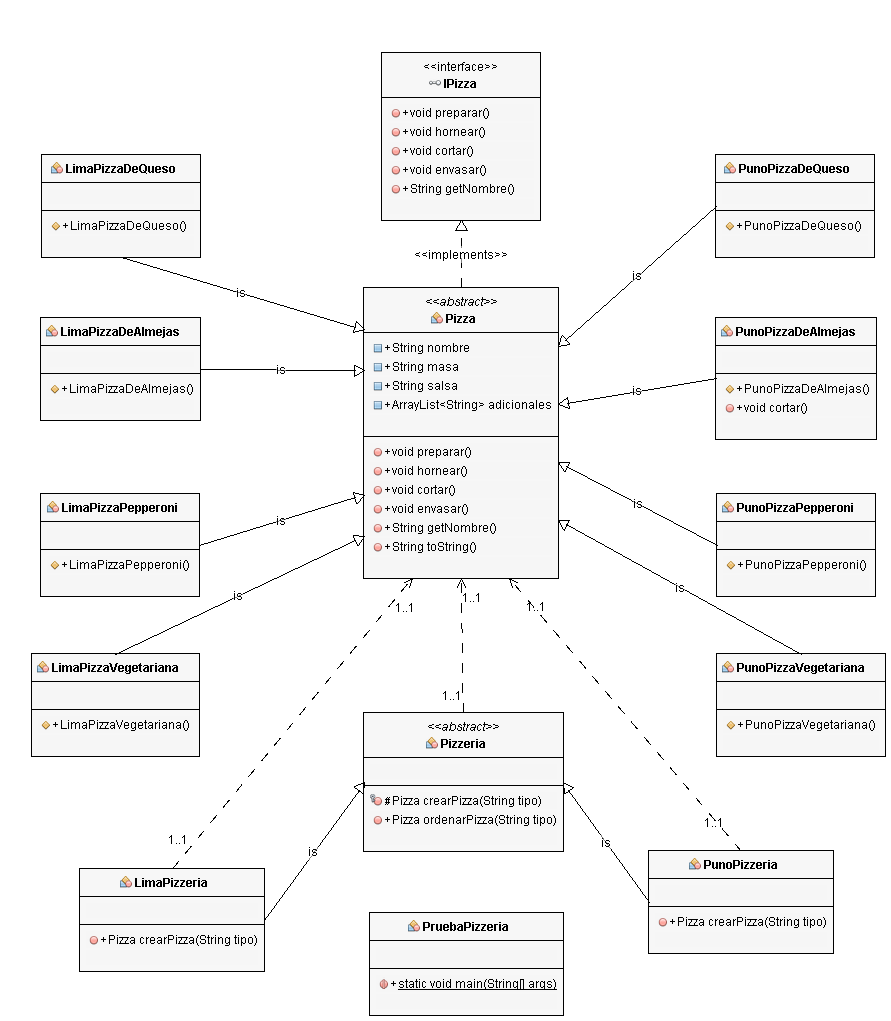 <<interface>>
IPizza
+void preparar()
+void hornear()
+void cortar()
+void envasar()
+String getNombre()
LimaPizzaDeQueso
+LimaPizzaDeQueso()
PunoPizzaDeQueso
+PunoPizzaDeQueso()
<<implements>>
is
is
<<abstract>>
Pizza
+String nombre
+String masa
+String salsa
+ArrayList<String> adicionales
+void preparar()
+void hornear()
+void cortar()
+void envasar()
+String getNombre()
+String toString()
LimaPizzaDeAlmejas
+LimaPizzaDeAlmejas()
is
PunoPizzaDeAlmejas
+PunoPizzaDeAlmejas()
+void cortar()
is
LimaPizzaPepperoni
+LimaPizzaPepperoni()
is
PunoPizzaPepperoni
+PunoPizzaPepperoni()
is
is
is
1..1
1..1
1..1
LimaPizzaVegetariana
+LimaPizzaVegetariana()
PunoPizzaVegetariana
+PunoPizzaVegetariana()
1..1
<<abstract>>
Pizzeria
#Pizza crearPizza(String tipo)
+Pizza ordenarPizza(String tipo)
1..1
1..1
is
is
LimaPizzeria
+Pizza crearPizza(String tipo)
PunoPizzeria
+Pizza crearPizza(String tipo)
PruebaPizzeria
+static void main(String[] args)